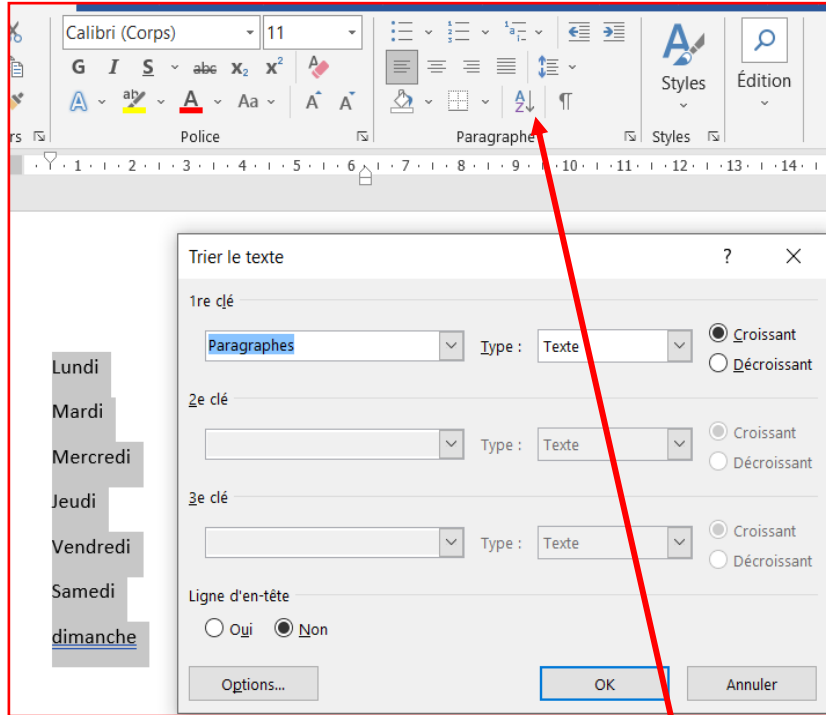 Calibri (Corps) 11
G I S abc X₂ X² A
A ab A Aa A A
A Z
¶
Styles
Édition
rs Police Paragraphe Styles
1 2 3 4 5 6 7 8 9 10 11 12 13 14
Trier le texte ?
1re clé
Paragraphes Type : Texte Croissant
Décroissant
2e clé
Type : Texte Croissant
Décroissant
3e clé
Type : Texte Croissant
Décroissant
Ligne d'en-tête
Oui Non
Options... OK Annuler
Lundi
Mardi
Mercredi
Jeudi
Vendredi
Samedi
dimanche